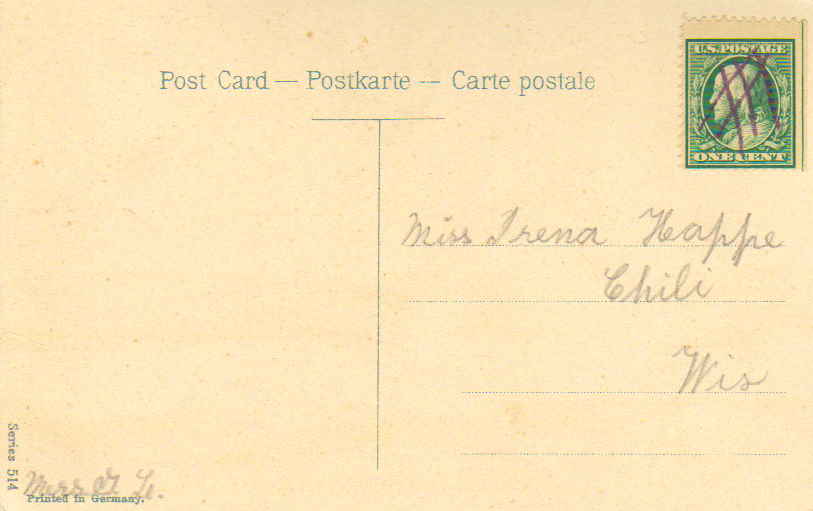 Post Card — Postkarte — Carte postale
U.S. POSTAGE
ONE CENT
Miss Irena Happe
Chili
Wis
Series 514
Printed in Germany.